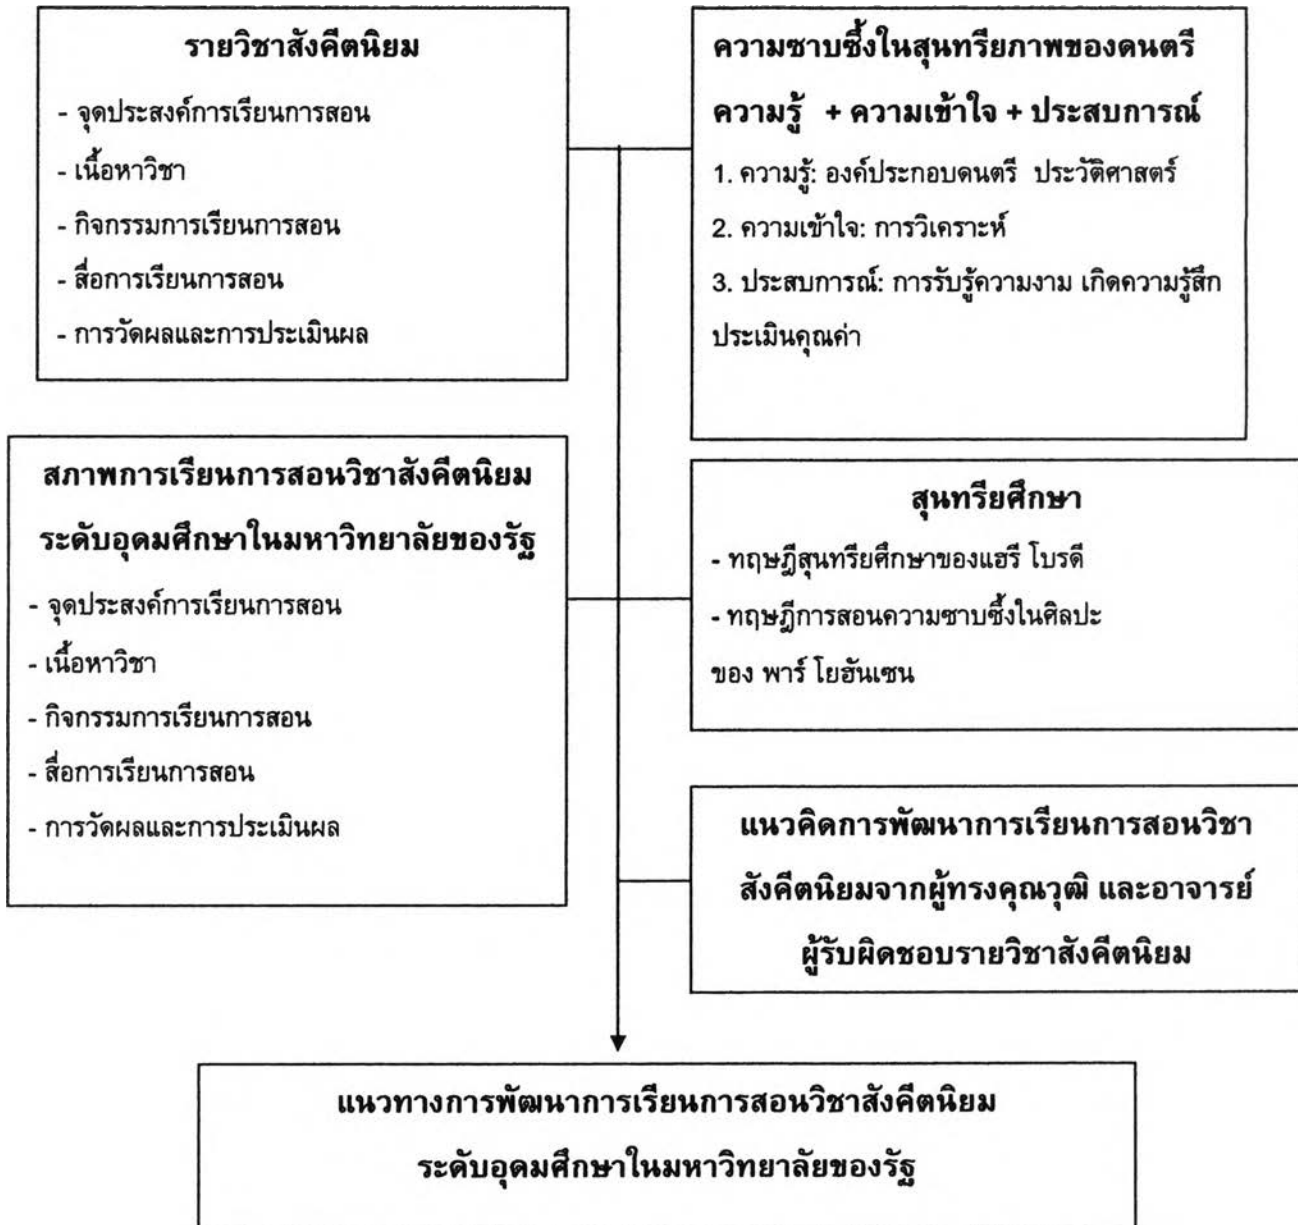 รายวิชาสังคีตนิยม
- จุดประสงค์การเรียนการสอน
- เนื้อหาวิชา
- กิจกรรมการเรียนการสอน
- สื่อการเรียนการสอน
- การวัดผลและการประเมินผล
ความซาบซึ้งในสุนทรียภาพของดนตรี
ความรู้ + ความเข้าใจ + ประสบการณ์
1. ความรู้: องค์ประกอบดนตรี ประวัติศาสตร์
2. ความเข้าใจ: การวิเคราะห์
3. ประสบการณ์: การรับรู้ความงาม เกิดความรู้สึก
ประเมินคุณค่า
สภาพการเรียนการสอนวิชาสังคีตนิยม
ระดับอุดมศึกษาในมหาวิทยาลัยของรัฐ
- จุดประสงค์การเรียนการสอน
- เนื้อหาวิชา
- กิจกรรมการเรียนการสอน
- สื่อการเรียนการสอน
- การวัดผลและการประเมินผล
สุนทรียศึกษา
- ทฤษฎีสุนทรียศึกษาของแฮรี โบรดี
- ทฤษฎีการสอนความซาบซึ้งในศิลปะ
ของ พาร์ โยฮันเซน
แนวคิดการพัฒนาการเรียนการสอนวิชา
สังคีตนิยมจากผู้ทรงคุณวุฒิ และอาจารย์
ผู้รับผิดชอบรายวิชาสังคีตนิยม
แนวทางการพัฒนาการเรียนการสอนวิชาสังคีตนิยม
ระดับอุดมศึกษาในมหาวิทยาลัยของรัฐ